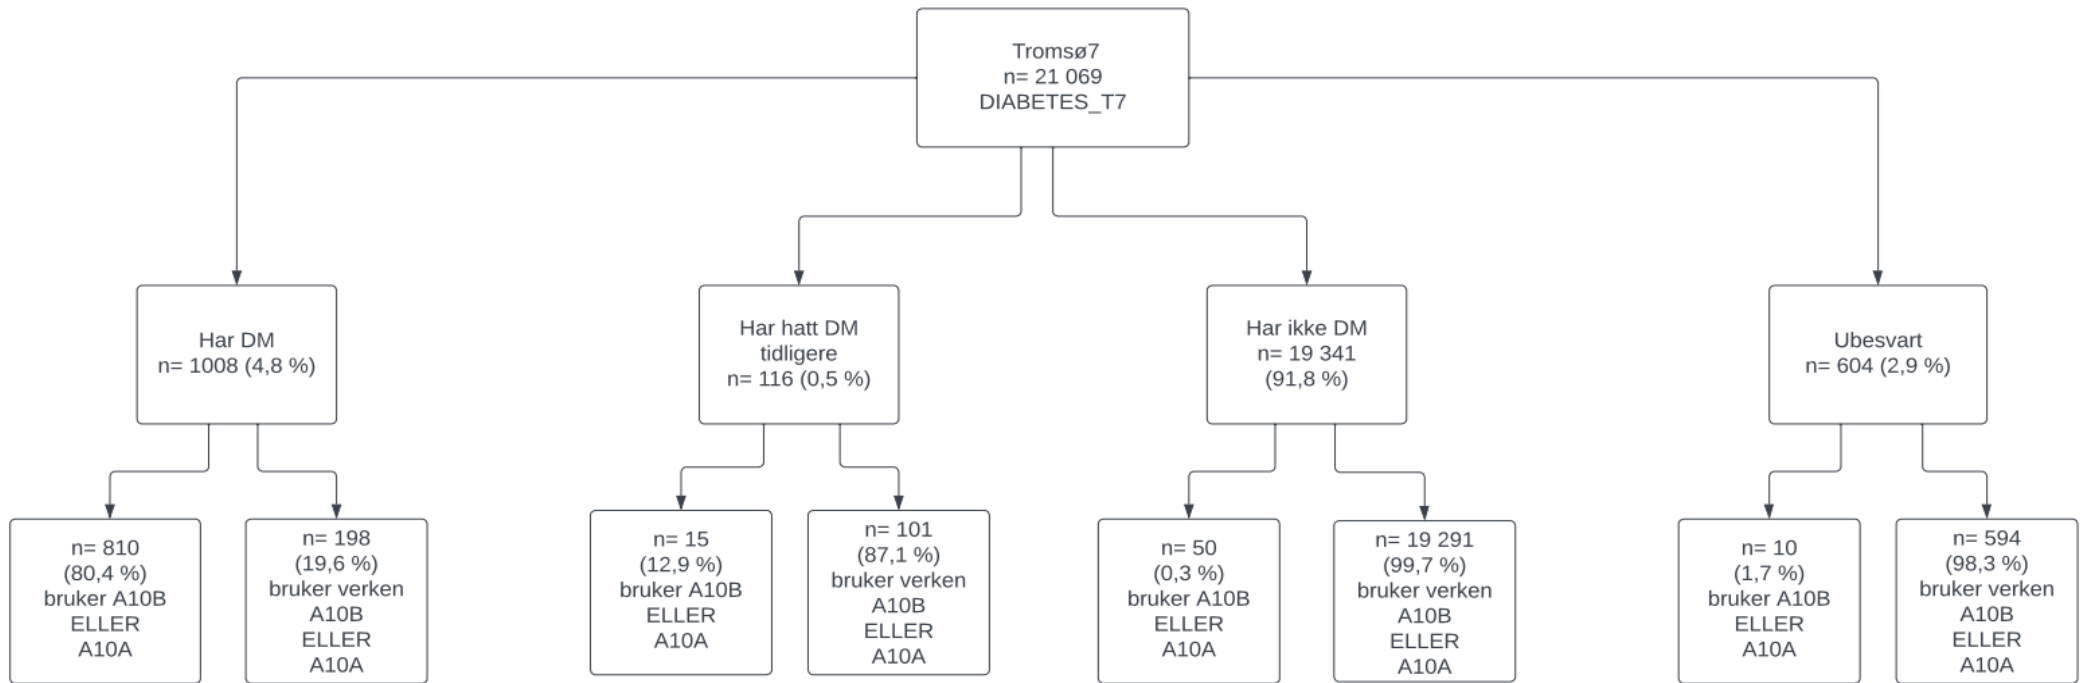 Tromsø7
n= 21 069
DIABETES_T7
Har DM
n= 1008 (4,8 %)
Har hatt DM
tidligere
n= 116 (0,5 %)
Har ikke DM
n= 19 341
(91,8 %)
Ubesvart
n= 604 (2,9 %)
n= 810
(80,4 %)
bruker A10B
ELLER
A10A
n= 198
(19,6 %)
bruker verken
A10B
ELLER
A10A
n= 15
(12,9 %)
bruker A10B
ELLER
A10A
n= 101
(87,1 %)
bruker verken
A10B
ELLER
A10A
n= 50
(0,3 %)
bruker A10B
ELLER
A10A
n= 19 291
(99,7 %)
bruker verken
A10B
ELLER
A10A
n= 10
(1,7 %)
bruker A10B
ELLER
A10A
n= 594
(98,3 %)
bruker verken
A10B
ELLER
A10A